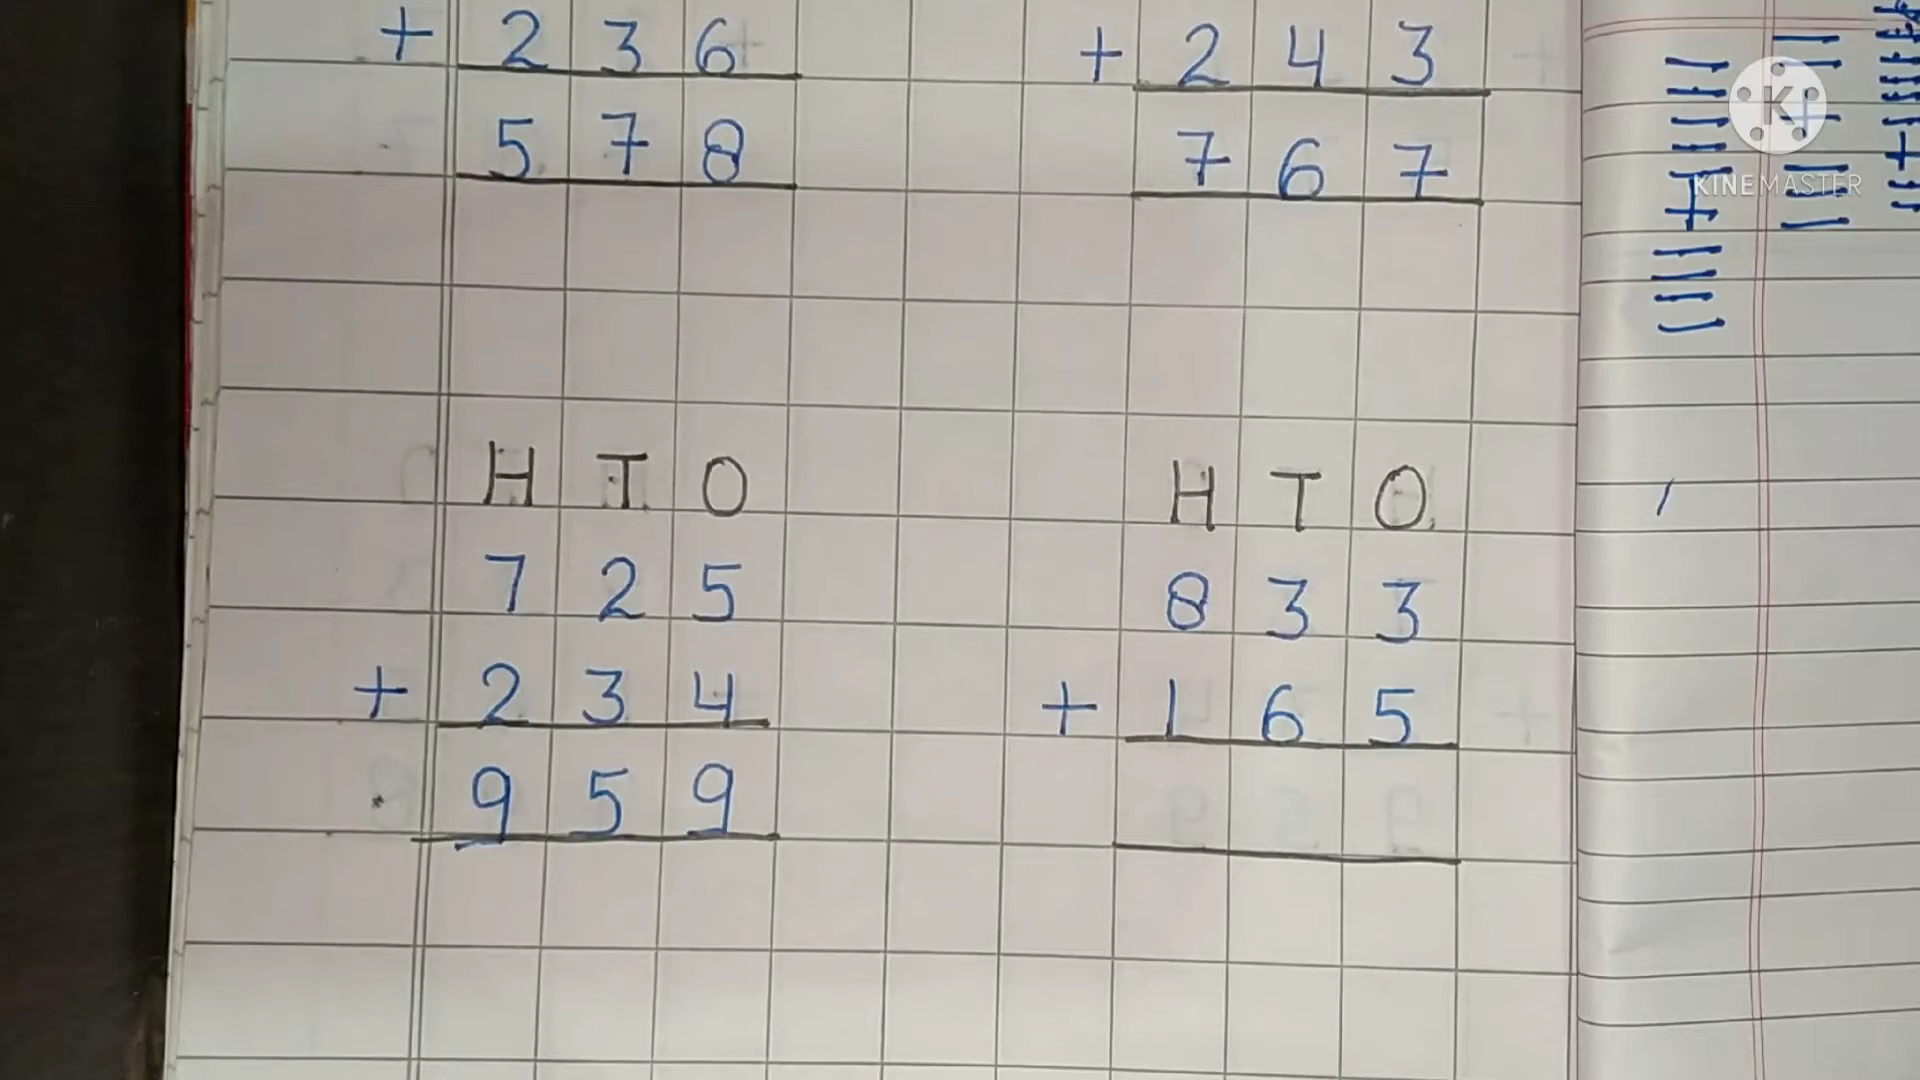 + 2 3 6
5 7 8
+ 2 4 3
7 6 7
H T O
7 2 5
+ 2 3 4
9 5 9
H T O
8 3 3
+ 1 6 5
K
KINEMASTER